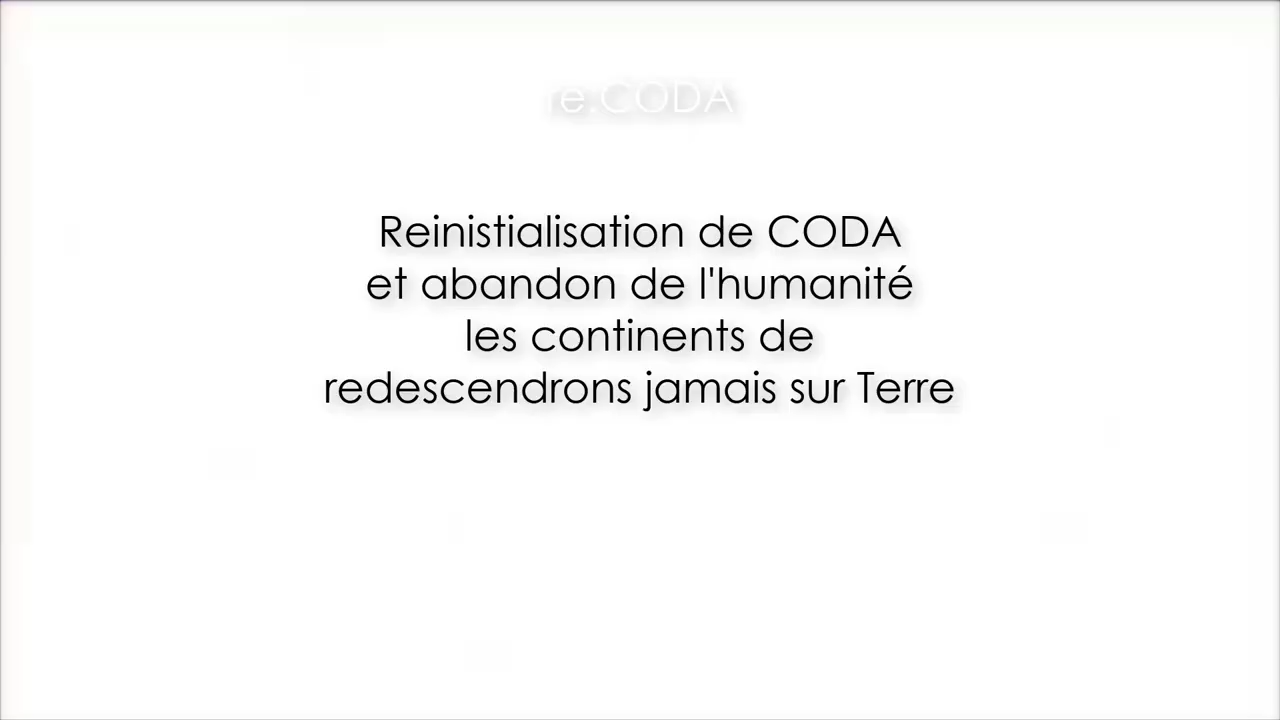 re.CODA
Reinistialisation de CODA
et abandon de l'humanité
les continents de
redescendrons jamais sur Terre